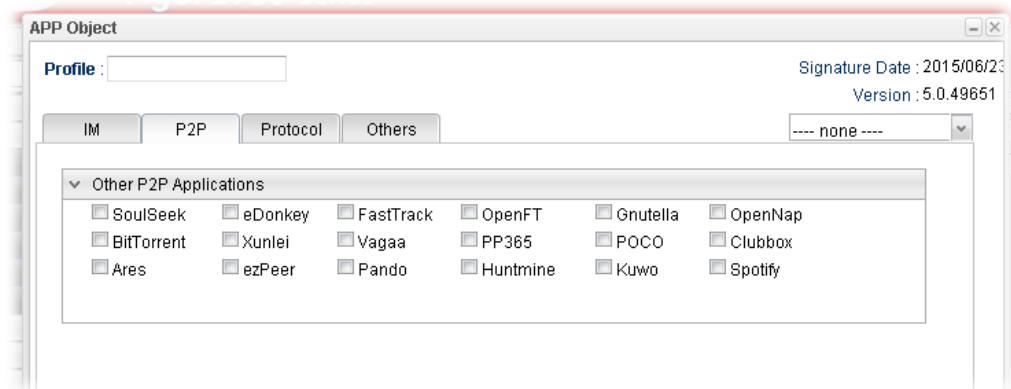 APP Object
Profile :
Signature Date : 2015/06/23
Version : 5.0.49651
IM P2P Protocol Others
---- none ----
Other P2P Applications
SoulSeek eDonkey FastTrack OpenFT Gnutella OpenNap
BitTorrent Xunlei Vagaa PP365 POCO Clubbox
Ares ezPeer Pando Huntmine Kuwo Spotify